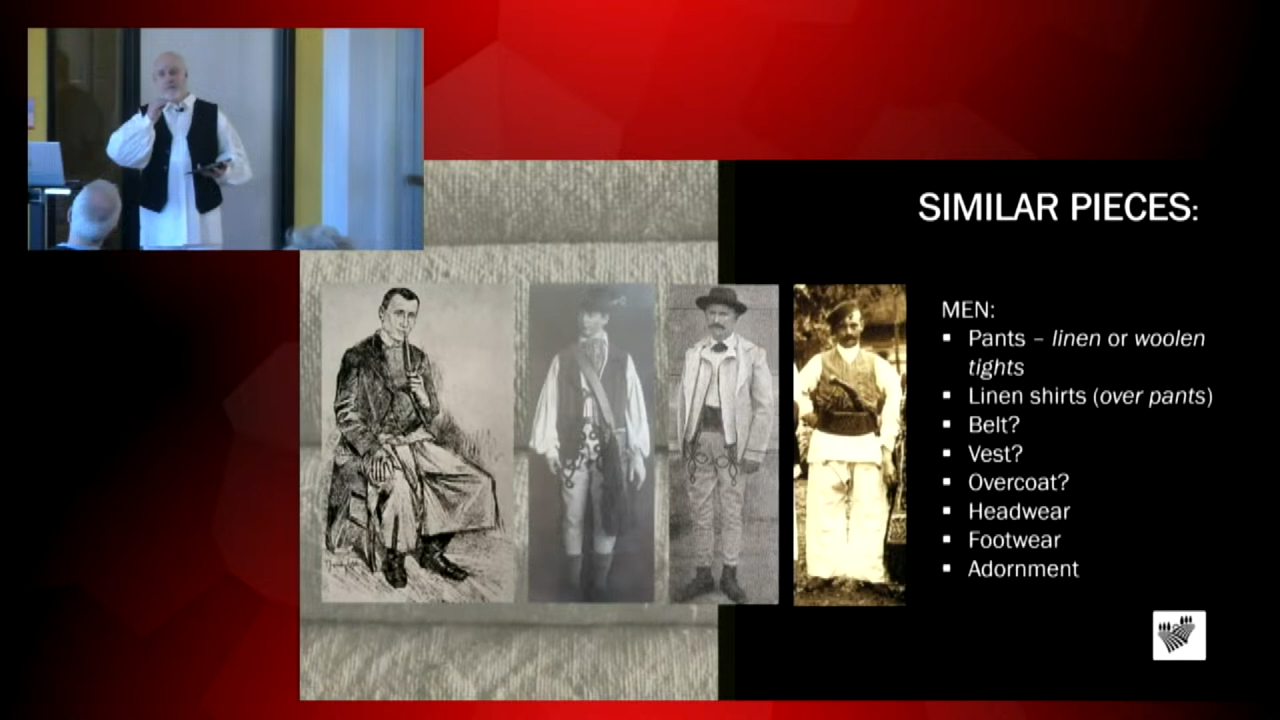 SIMILAR PIECES:
MEN:
▪ Pants – linen or woolen
tights
▪ Linen shirts (over pants)
▪ Belt?
▪ Vest?
▪ Overcoat?
▪ Headwear
▪ Footwear
▪ Adornment